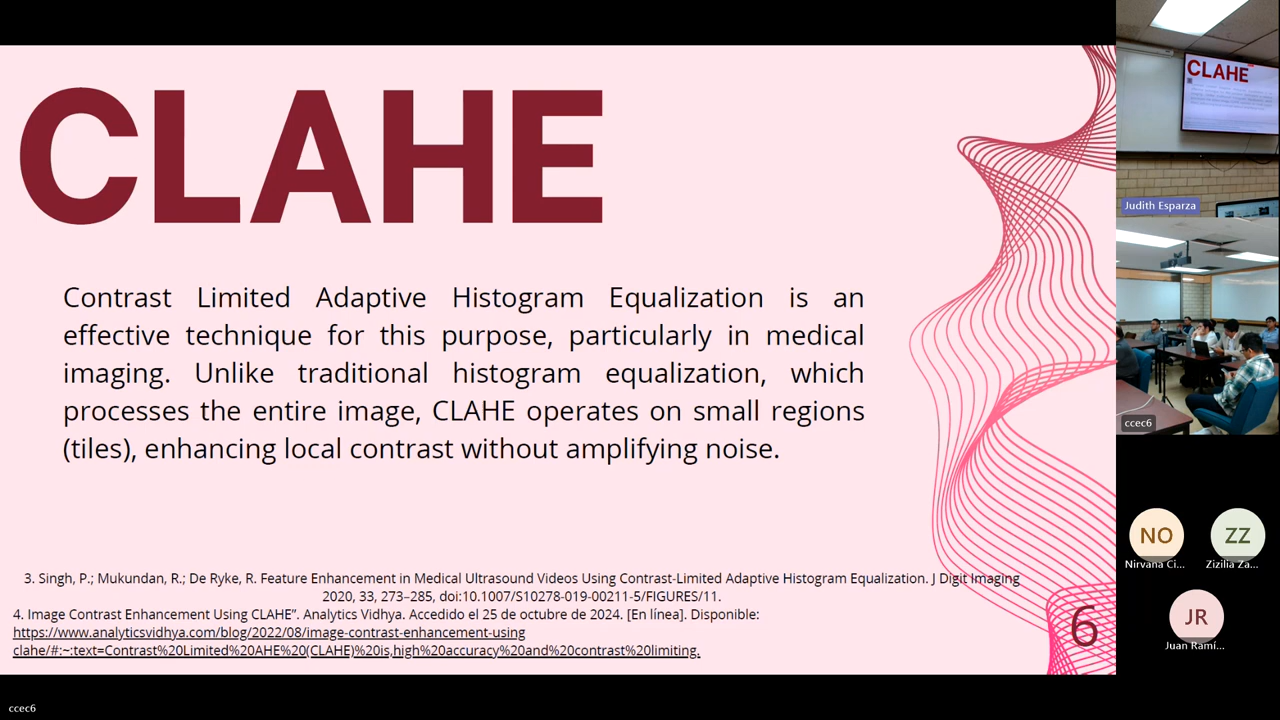 CLAHE
Contrast Limited Adaptive Histogram Equalization is an
effective technique for this purpose, particularly in medical
imaging. Unlike traditional histogram equalization, which
processes the entire image, CLAHE operates on small regions
(tiles), enhancing local contrast without amplifying noise.
3. Singh, P.; Mukundan, R.; De Ryke, R. Feature Enhancement in Medical Ultrasound Videos Using Contrast-Limited Adaptive Histogram Equalization. J Digit Imaging
2020, 33, 273–285, doi:10.1007/S10278-019-00211-5/FIGURES/11.
4. Image Contrast Enhancement Using CLAHE”. Analytics Vidhya. Accedido el 25 de octubre de 2024. [En línea]. Disponible:
https://www.analyticsvidhya.com/blog/2022/08/image-contrast-enhancement-using
clahe/#:~:text=Contrast%20Limited%20AHE%20(CLAHE)%20is,high%20accuracy%20and%20contrast%20limiting.
6
CLAHE
Judith Esparza
ccec6
NO
ZZ
Nirvana Ci...
Zizilia Za...
JR
Juan Ramí...
ccec6